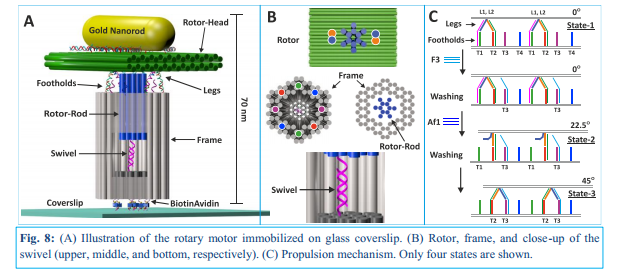 A
Gold Nanorod
Rotor-Head
Footholds
Legs
Rotor-Rod
70 nm
Frame
Swivel
Coverslip
BiotinAvidin
B
Rotor
Frame
Rotor-Rod
Swivel
C
L1, L2 L1, L2 0°
Legs State-1
Footholds
T1 T2 T3 T4 T1 T2 T3 T4
F3
0°
Washing
T3 T3
Af1
22.5°
State-2
Washing
T1 T3 T1 T3
45°
State-3
T2 T3 T2 T3
Fig. 8: (A) Illustration of the rotary motor immobilized on glass coverslip. (B) Rotor, frame, and close-up of the
swivel (upper, middle, and bottom, respectively). (C) Propulsion mechanism. Only four states are shown.